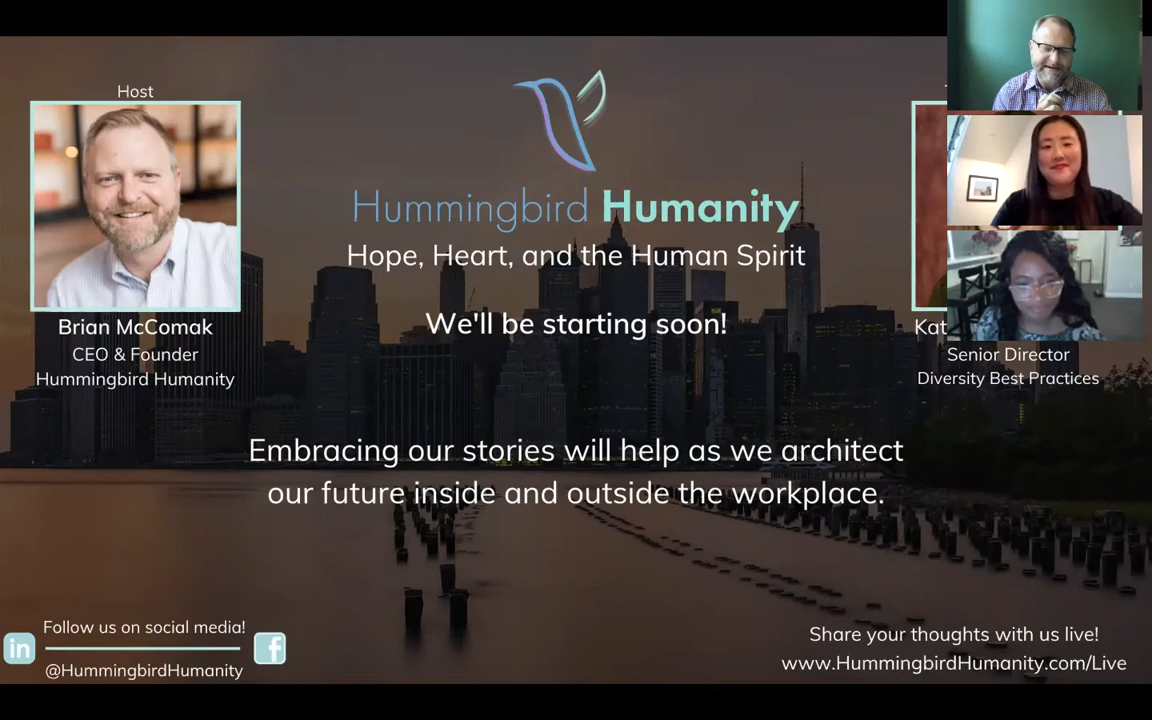 Host
Hummingbird Humanity
Hope, Heart, and the Human Spirit
We'll be starting soon!
Brian McComak
CEO & Founder
Hummingbird Humanity
Senior Director
Diversity Best Practices
Embracing our stories will help as we architect
our future inside and outside the workplace.
Follow us on social media!
in
f
@HummingbirdHumanity
Share your thoughts with us live!
www.HummingbirdHumanity.com/Live